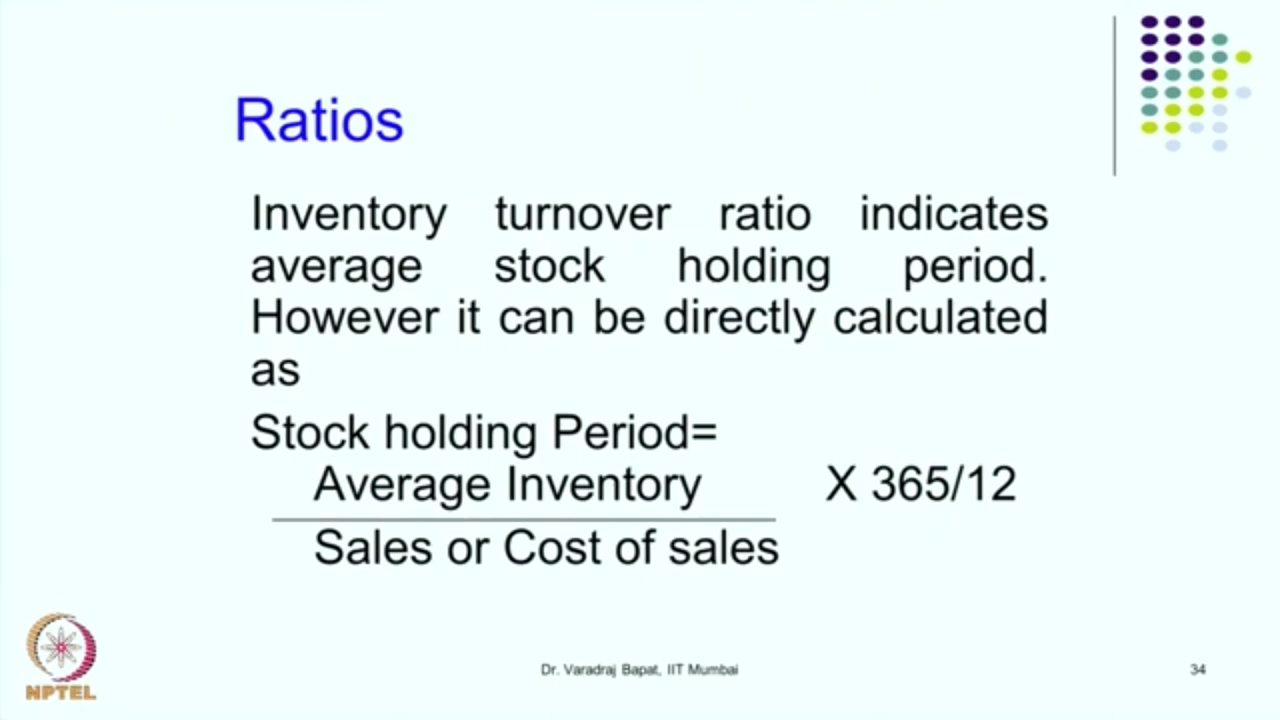 Ratios
Inventory turnover ratio indicates
average stock holding period.
However it can be directly calculated
as
Stock holding Period=
Average Inventory X 365/12
Sales or Cost of sales
NPTEL
Dr. Varadraj Bapat, IIT Mumbai
34